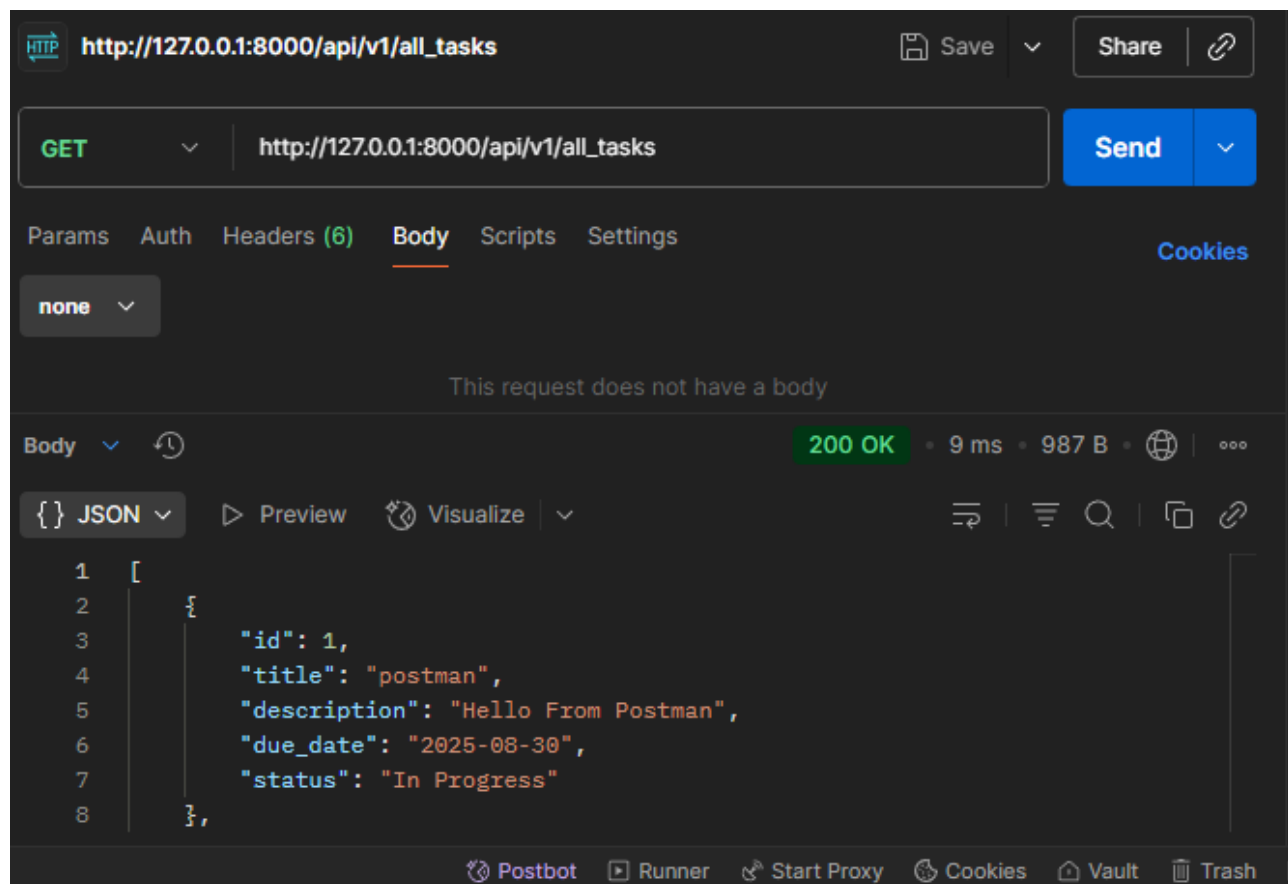 HTTP http://127.0.0.1:8000/api/v1/all_tasks Save Share
GET http://127.0.0.1:8000/api/v1/all_tasks Send
Params Auth Headers (6) Body Scripts Settings Cookies
none
This request does not have a body
Body 200 OK • 9 ms • 987 B •
{} JSON Preview Visualize
1 [
2 {
3 "id": 1,
4 "title": "postman",
5 "description": "Hello From Postman",
6 "due_date": "2025-08-30",
7 "status": "In Progress"
8 },
Postbot Runner Start Proxy Cookies Vault Trash